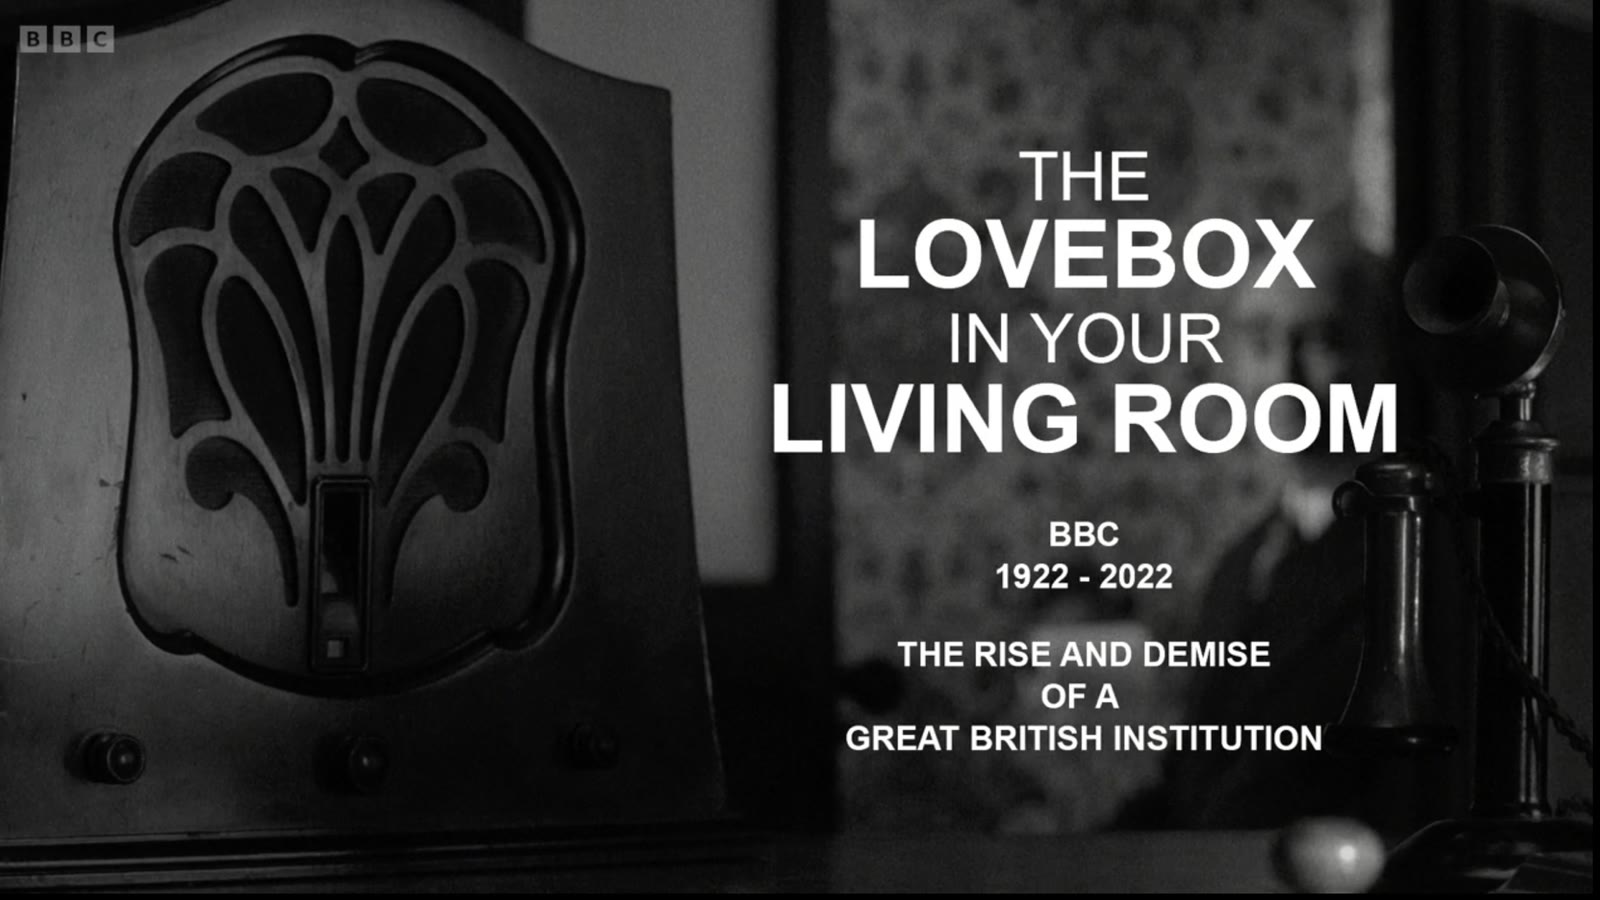 BBC
THE
LOVEBOX
IN YOUR
LIVING ROOM
BBC
1922 - 2022
THE RISE AND DEMISE
OF A
GREAT BRITISH INSTITUTION